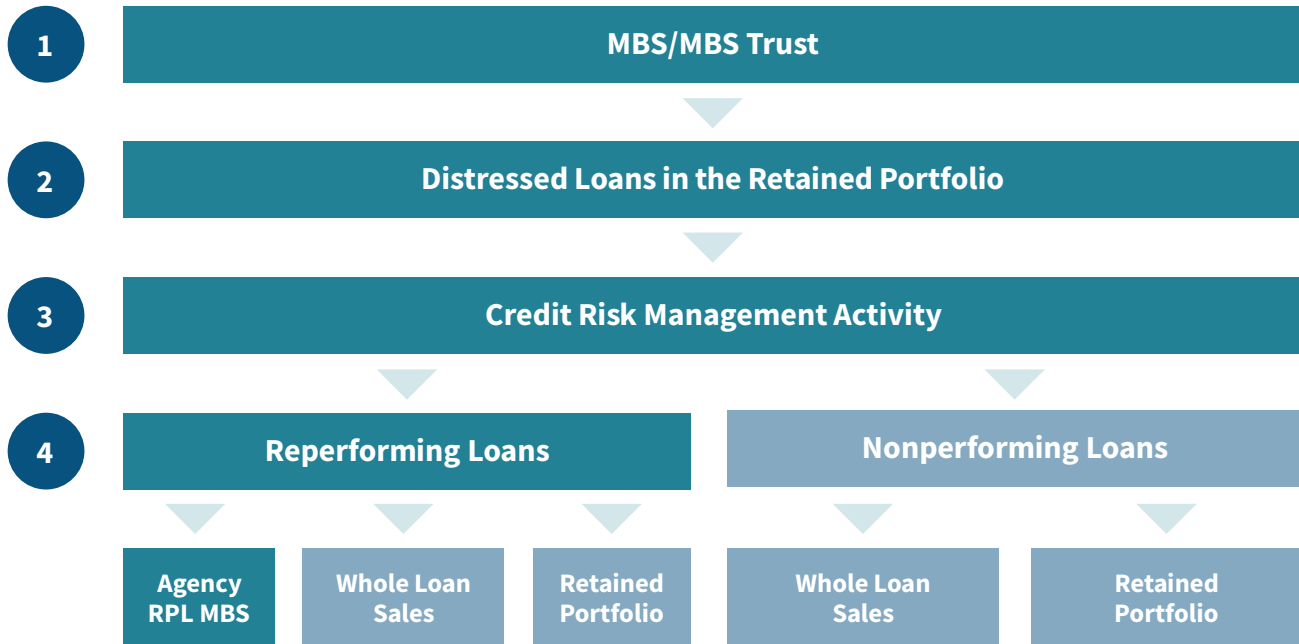 1
MBS/MBS Trust
2
Distressed Loans in the Retained Portfolio
3
Credit Risk Management Activity
4
Reperforming Loans
Nonperforming Loans
Agency
RPL MBS
Whole Loan
Sales
Retained
Portfolio
Whole Loan
Sales
Retained
Portfolio